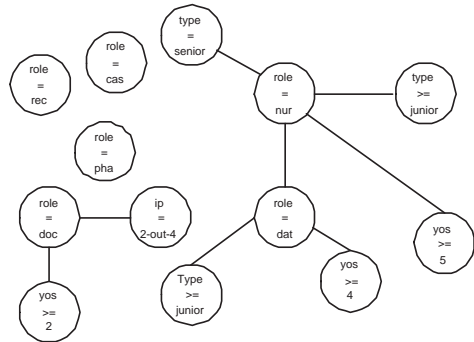 type
=
senior
role
=
cas
role
=
rec
role
=
nur
type
>=
junior
role
=
pha
role
=
doc
ip
=
2-out-4
role
=
dat
yos
>=
5
Type
>=
junior
yos
>=
4
yos
>=
2